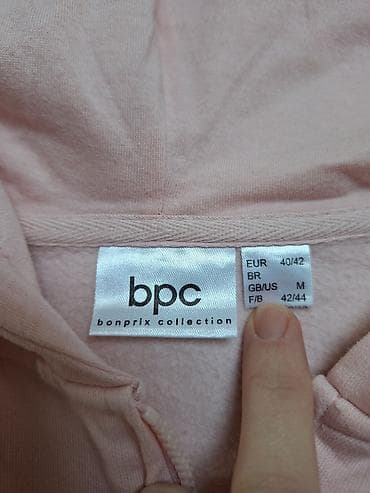 bpc
bonprix collection
EUR 40/42
BR
GB/US M
F/B 42/44